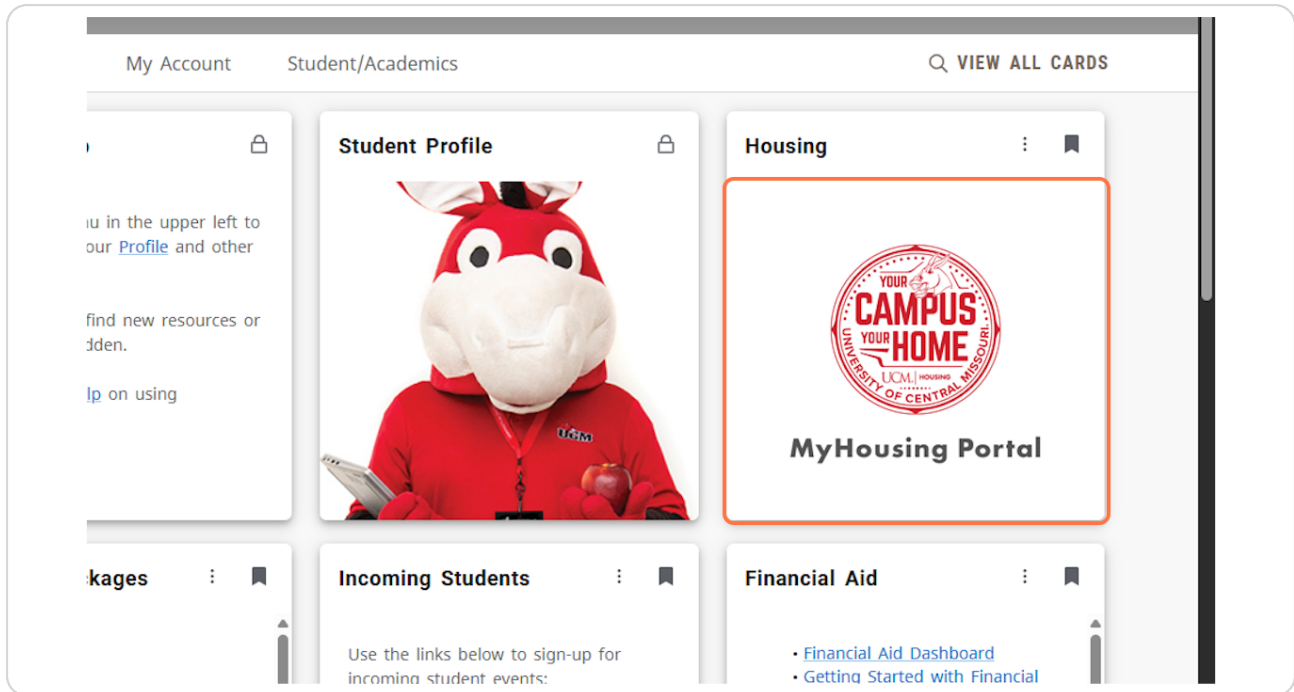 My Account
Student/Academics
VIEW ALL CARDS
u in the upper left to
our Profile and other
find new resources or
dden.
lp on using
Student Profile
UCM
Housing
YOUR
CAMPUS
YOUR
HOME
UCM. | HOUSING
UNIVERSITY OF CENTRAL MISSOURI.
MyHousing Portal
kages
Incoming Students
Use the links below to sign-up for
incoming student events:
Financial Aid
• Financial Aid Dashboard
• Getting Started with Financial